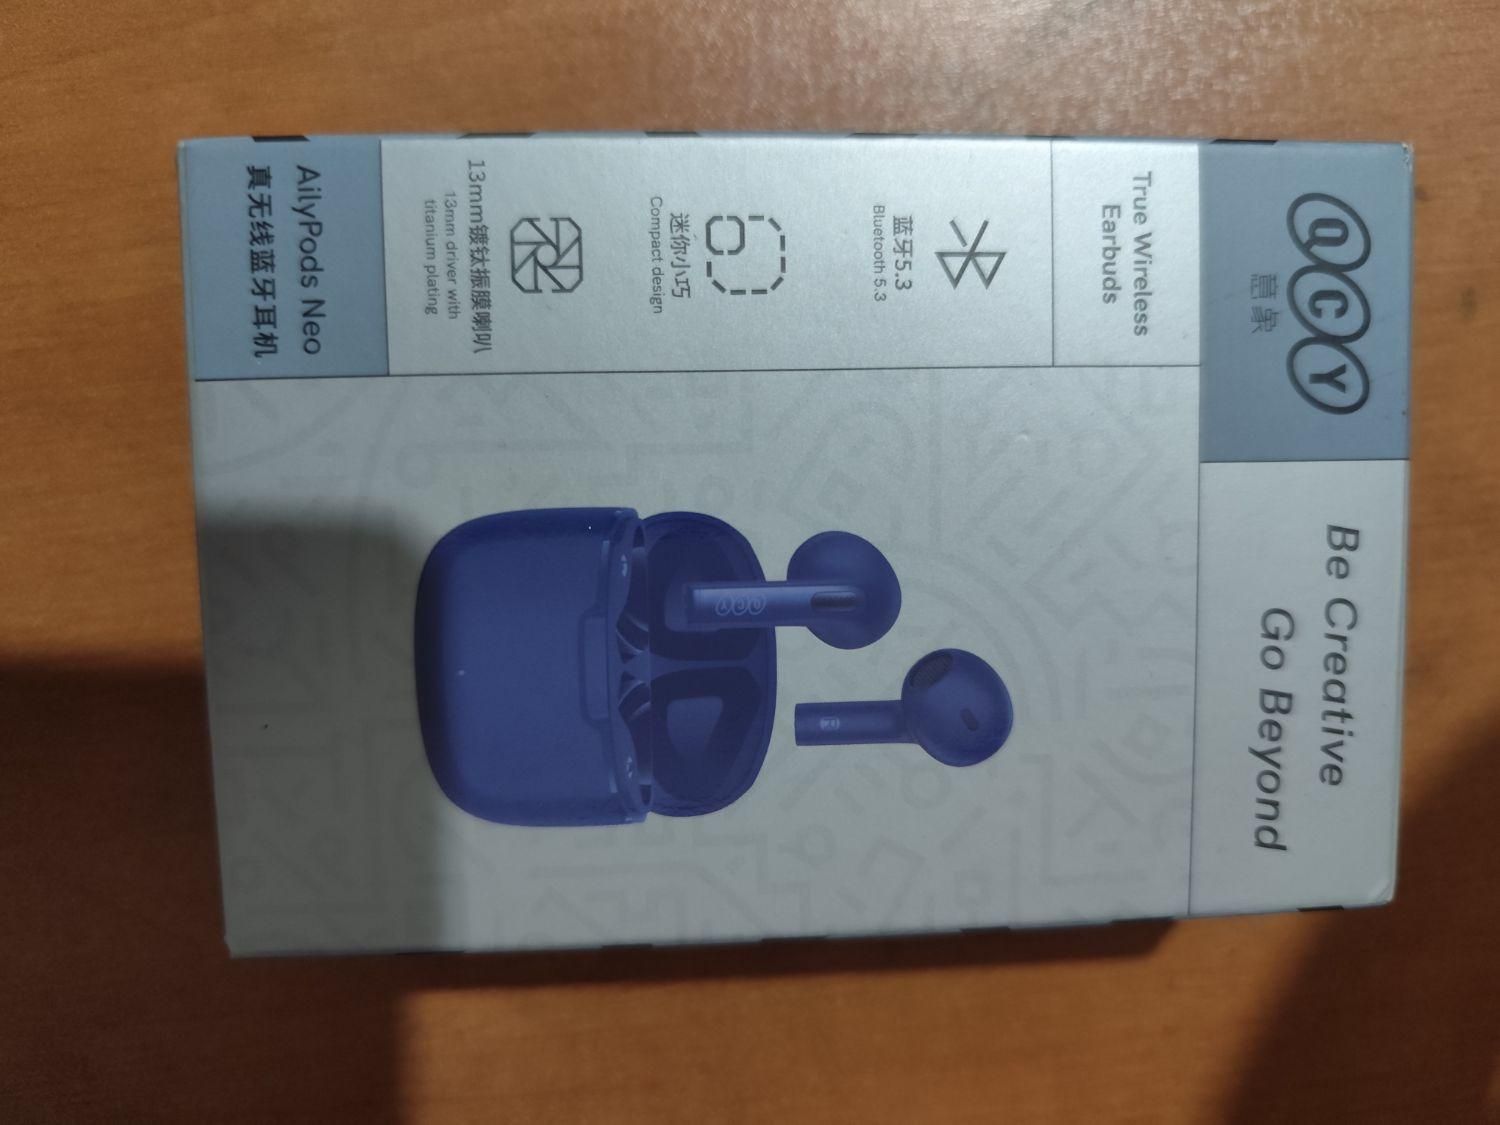 QCY
意象
Be Creative
Go Beyond
True Wireless
Earbuds
蓝牙5.3
Bluetooth 5.3
迷你小巧
Compact design
13mm镀钛振膜喇叭
13mm driver with
titanium plating
AilyPods Neo
真无线蓝牙耳机
QCY
R